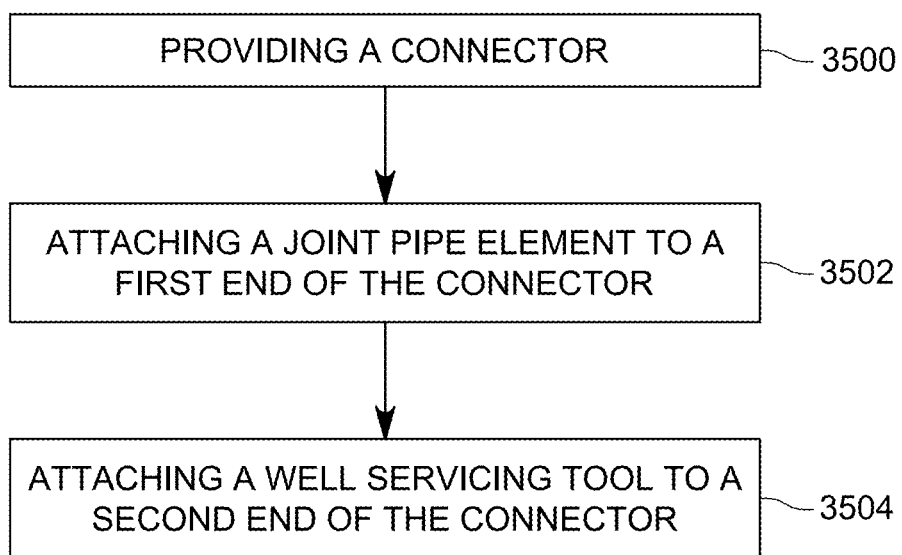 PROVIDING A CONNECTOR
3500
ATTACHING A JOINT PIPE ELEMENT TO A
FIRST END OF THE CONNECTOR
3502
ATTACHING A WELL SERVICING TOOL TO A
SECOND END OF THE CONNECTOR
3504